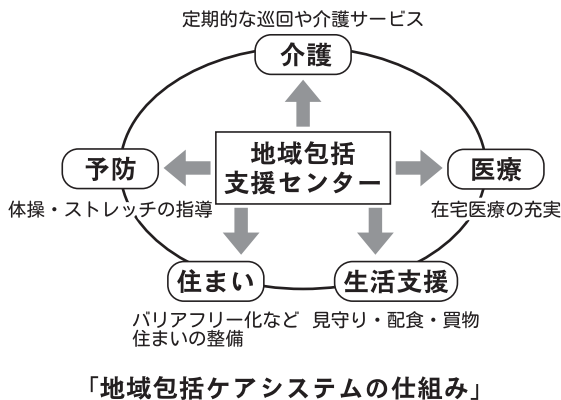 定期的な巡回や介護サービス
介護
地域包括
支援センター
予防
体操・ストレッチの指導
医療
在宅医療の充実
住まい
バリアフリー化など
住まいの整備
生活支援
見守り・配食・買物
「地域包括ケアシステムの仕組み」